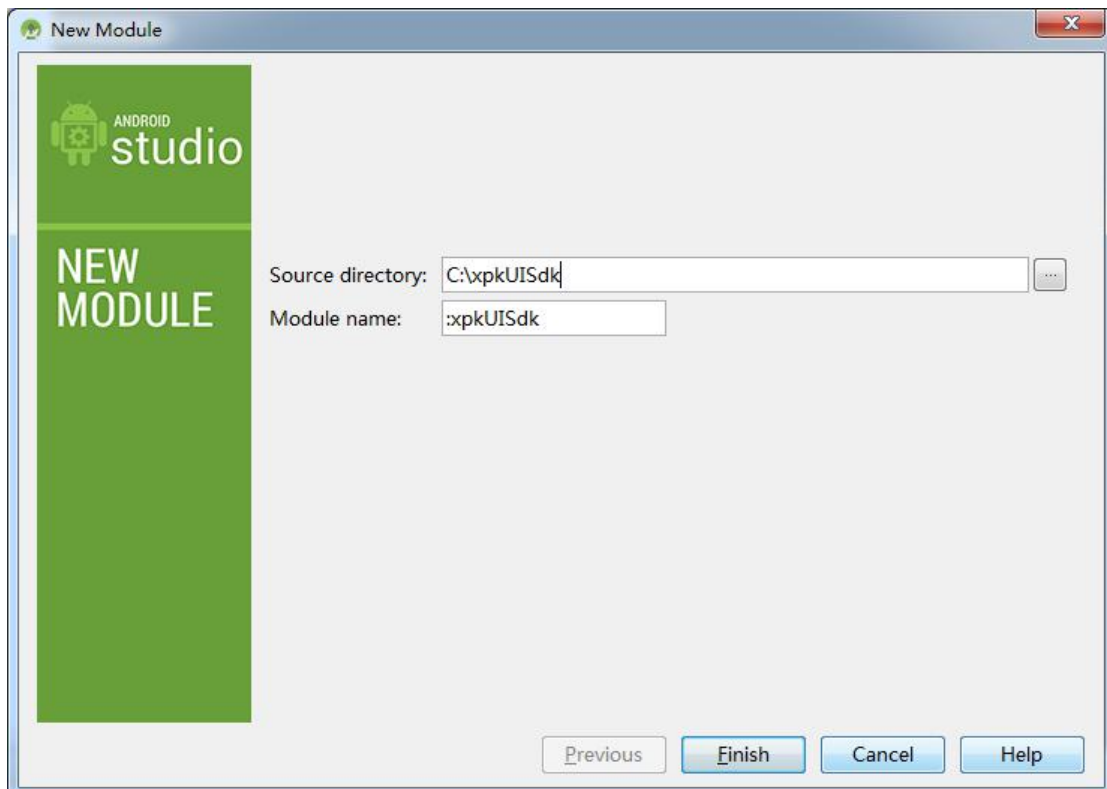 New Module
ANDROID
studio
NEW
MODULE
Source directory: C:\xpkUISdk ...
Module name: :xpkUISdk
Previous Finish Cancel Help